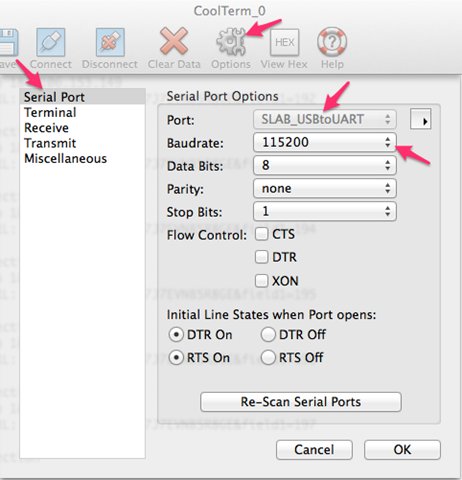 CoolTerm_0
Connect Disconnect Clear Data Options View Hex Help
HEX
Serial Port
Terminal
Receive
Transmit
Miscellaneous
Serial Port Options
Port: SLAB_USBtoUART
Baudrate: 115200
Data Bits: 8
Parity: none
Stop Bits: 1
Flow Control: CTS
DTR
XON
Initial Line States when Port opens:
DTR On DTR Off
RTS On RTS Off
Re-Scan Serial Ports
Cancel OK